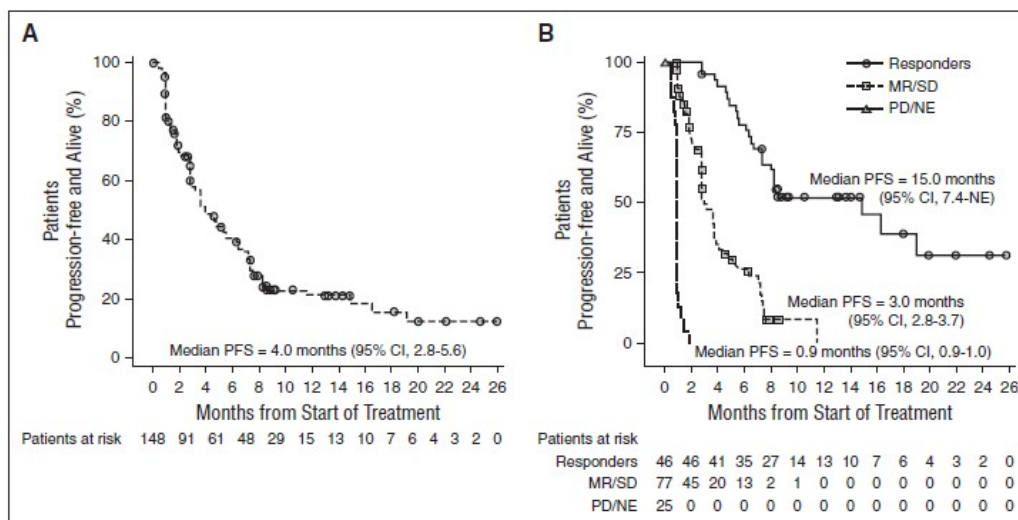 A
Patients
Progression-free and Alive (%)
100
80
60
40
20
0
Median PFS = 4.0 months (95% CI, 2.8-5.6)
0 2 4 6 8 10 12 14 16 18 20 22 24 26
Months from Start of Treatment
Patients at risk 148 91 61 48 29 15 13 10 7 6 4 3 2 0
B
Patients
Progression-free and Alive (%)
100
75
50
25
0
Responders
MR/SD
PD/NE
Median PFS = 15.0 months
(95% CI, 7.4-NE)
Median PFS = 3.0 months
(95% CI, 2.8-3.7)
Median PFS = 0.9 months (95% CI, 0.9-1.0)
0 2 4 6 8 10 12 14 16 18 20 22 24 26
Months from Start of Treatment
Patients at risk
Responders 46 46 41 35 27 14 13 10 7 6 4 3 2 0
MR/SD 77 45 20 13 2 1 0 0 0 0 0 0 0 0
PD/NE 25 0 0 0 0 0 0 0 0 0 0 0 0 0